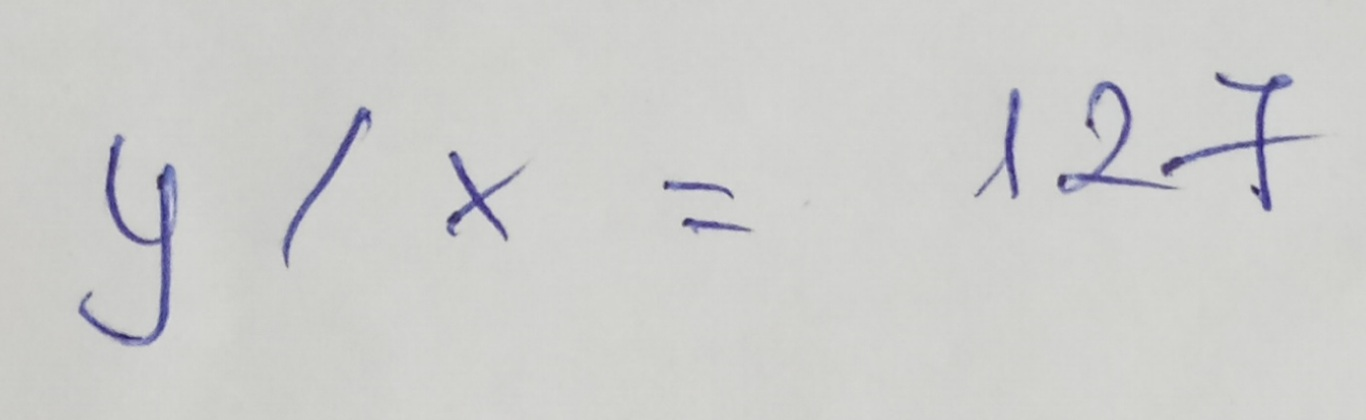 y / x = 127